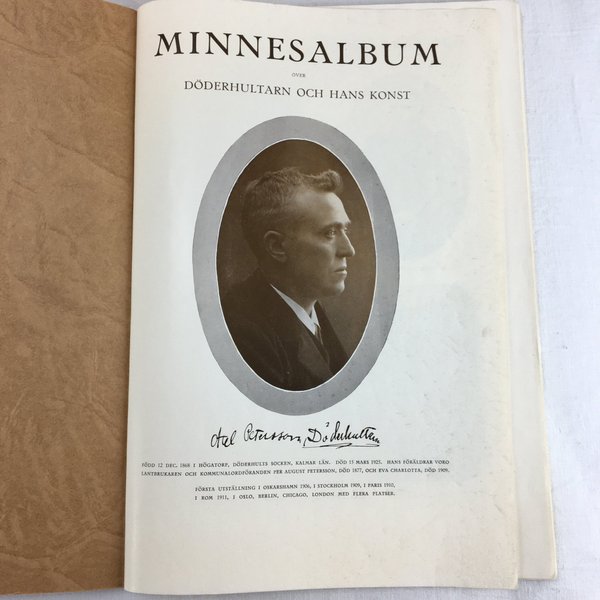 MINNESALBUM
ÖVER
DÖDERHULTARN OCH HANS KONST
Axel Petersson, Döderhultarn
FÖDD 12 DEC. 1868 I HÖGATORP, DÖDERHULTS SOCKEN, KALMAR LÄN. DÖD 15 MARS 1925. HANS FÖRÄLDRAR VORO
LANTBRUKAREN OCH KOMMUNALORDFÖRANDEN PER AUGUST PETERSSON, DÖD 1877, OCH EVA CHARLOTTA, DÖD 1909.
FÖRSTA UTSTÄLLNING I OSKARSHAMN 1906, I STOCKHOLM 1909, I PARIS 1910,
I ROM 1911, I OSLO, BERLIN, CHICAGO, LONDON MED FLERA PLATSER.